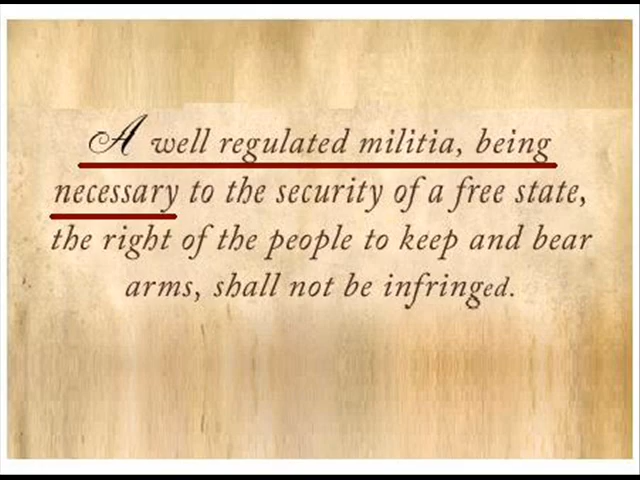 A well regulated militia, being
necessary to the security of a free state,
the right of the people to keep and bear
arms, shall not be infringed.